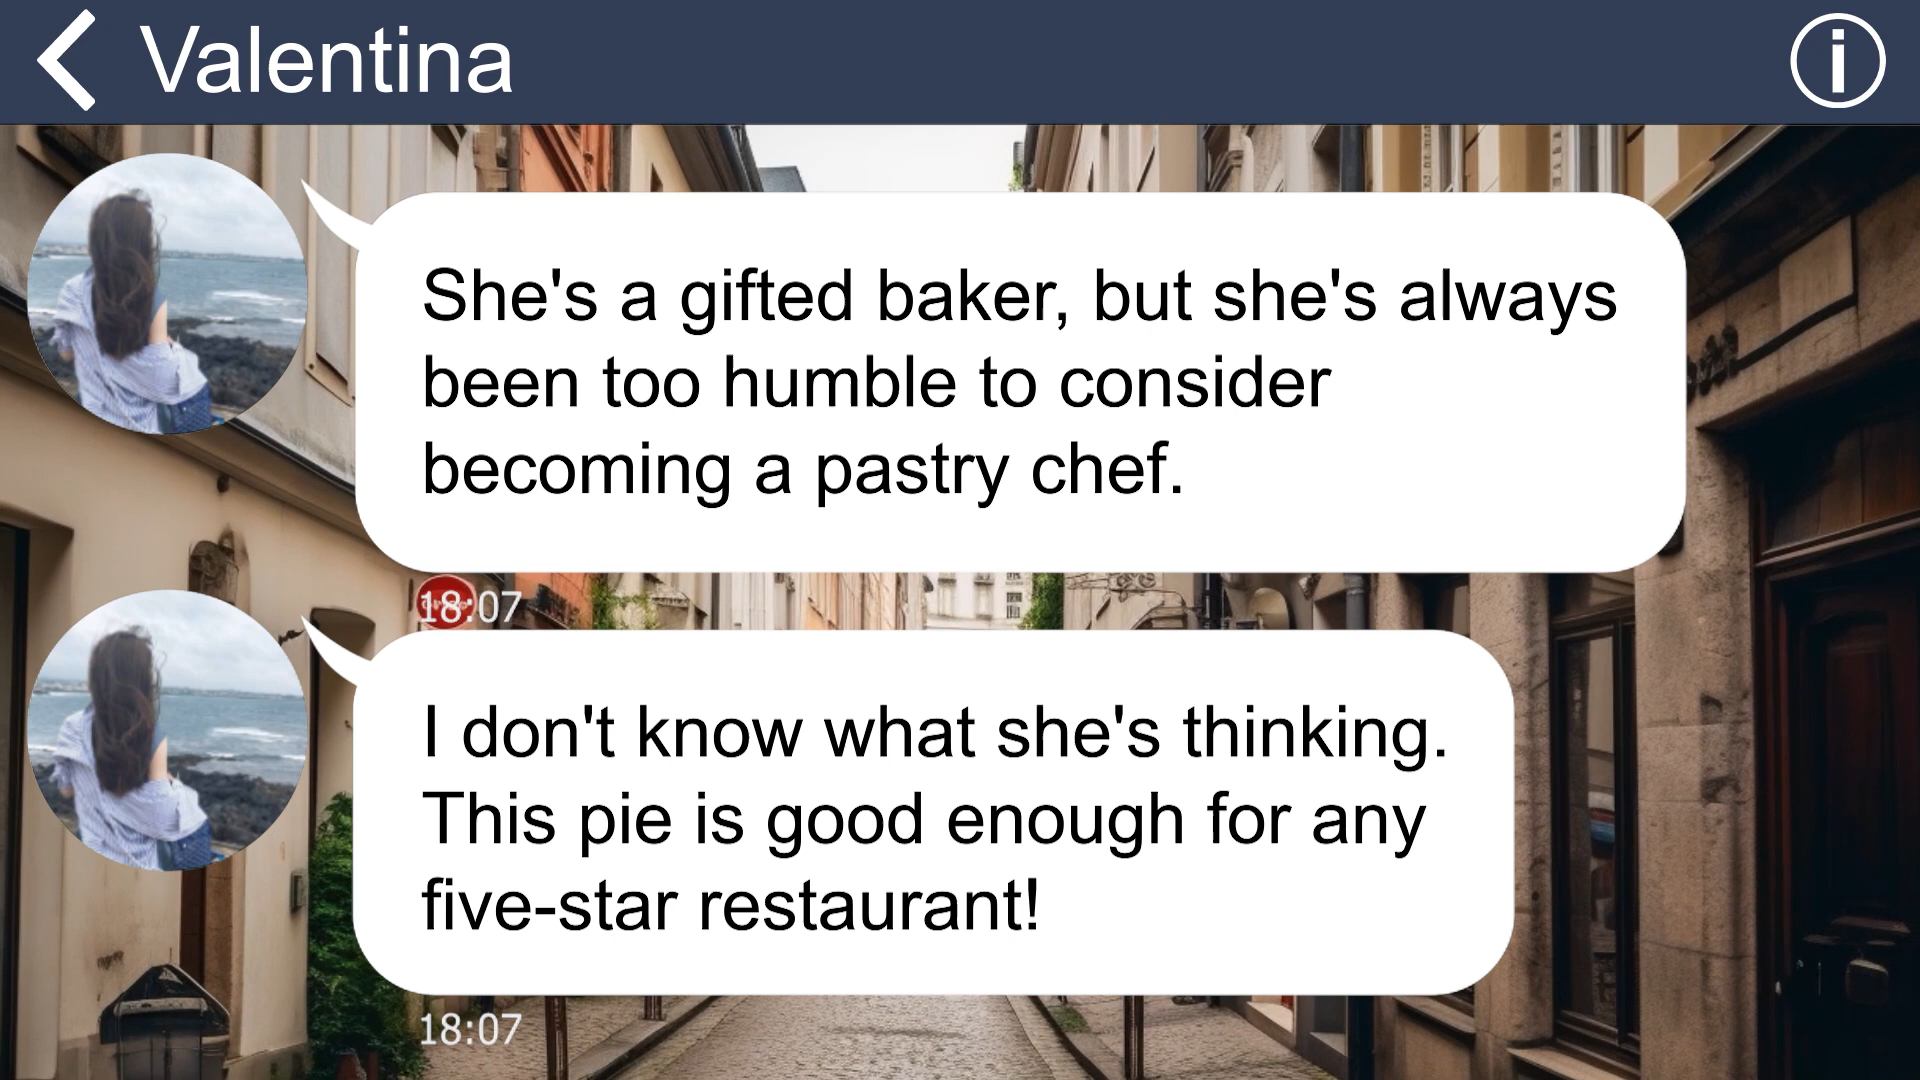 Valentina
She's a gifted baker, but she's always
been too humble to consider
becoming a pastry chef.
18:07
I don't know what she's thinking.
This pie is good enough for any
five-star restaurant!
18:07